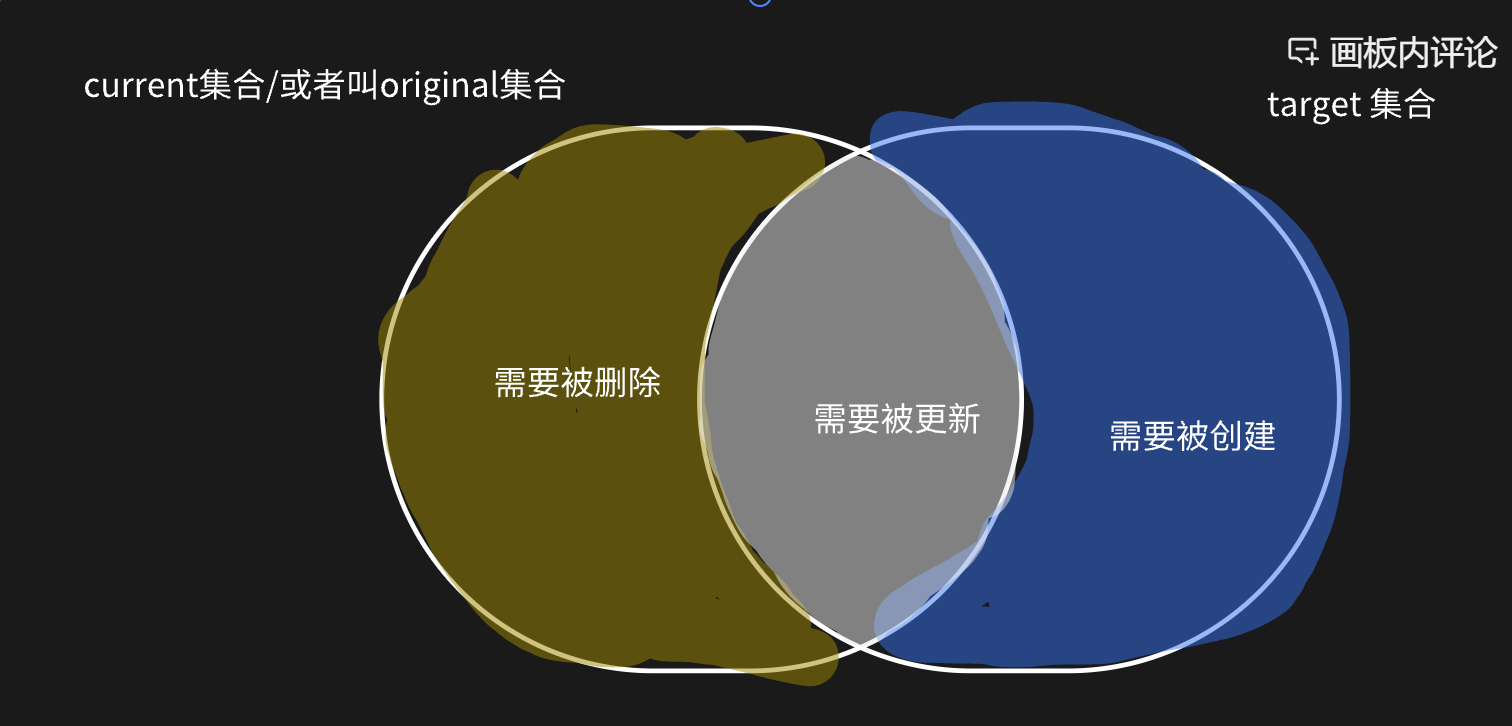 画板内评论
current集合/或者叫original集合
target 集合
需要被删除
需要被更新
需要被创建